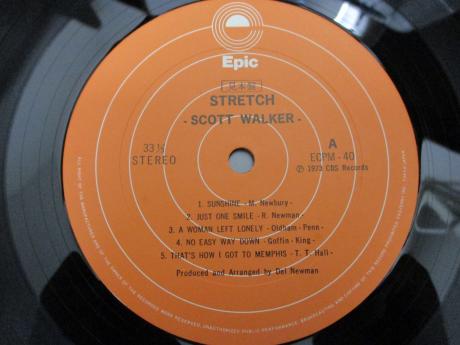 Epic
見本盤
STRETCH
- SCOTT WALKER -
33⅓
STEREO
A
ECPM-40
Ⓟ 1973 CBS Records
1. SUNSHINE - M. Newbury -
2. JUST ONE SMILE - R. Newman -
3. A WOMAN LEFT LONELY - Oldham - Penn -
4. NO EASY WAY DOWN - Goffin - King -
5. THAT'S HOW I GOT TO MEMPHIS - T. T. Hall -
Produced and Arranged by Del Newman